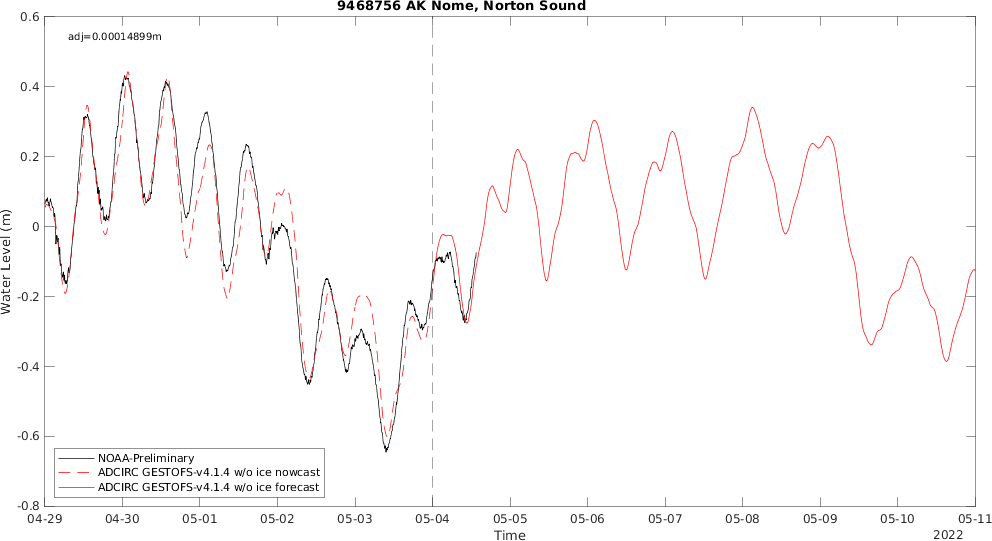 9468756 AK Nome, Norton Sound
adj=0.00014899m
0.6
0.4
0.2
0
-0.2
-0.4
-0.6
-0.8
Water Level (m)
NOAA-Preliminary
ADCIRC GESTOFS-v4.1.4 w/o ice nowcast
ADCIRC GESTOFS-v4.1.4 w/o ice forecast
04-29 04-30 05-01 05-02 05-03 05-04 05-05 05-06 05-07 05-08 05-09 05-10 05-11
Time
2022